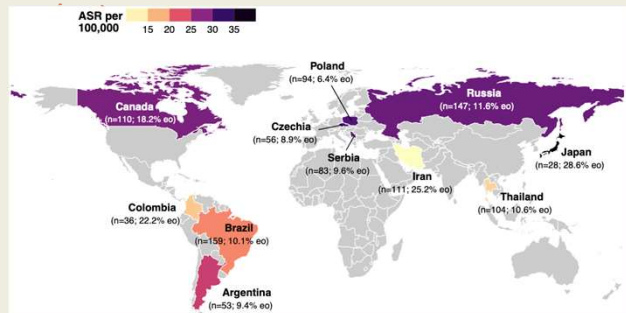 ASR per
100,000
15 20 25 30 35
Poland
(n=94; 6.4% eo)
Russia
(n=147; 11.6% eo)
Canada
(n=110; 18.2% eo)
Czechia
(n=56; 8.9% eo)
Japan
(n=28; 28.6% eo)
Serbia
(n=83; 9.6% eo)
Iran
(n=111; 25.2% eo)
Thailand
(n=104; 10.6% eo)
Colombia
(n=36; 22.2% eo)
Brazil
(n=159; 10.1% eo)
Argentina
(n=53; 9.4% eo)